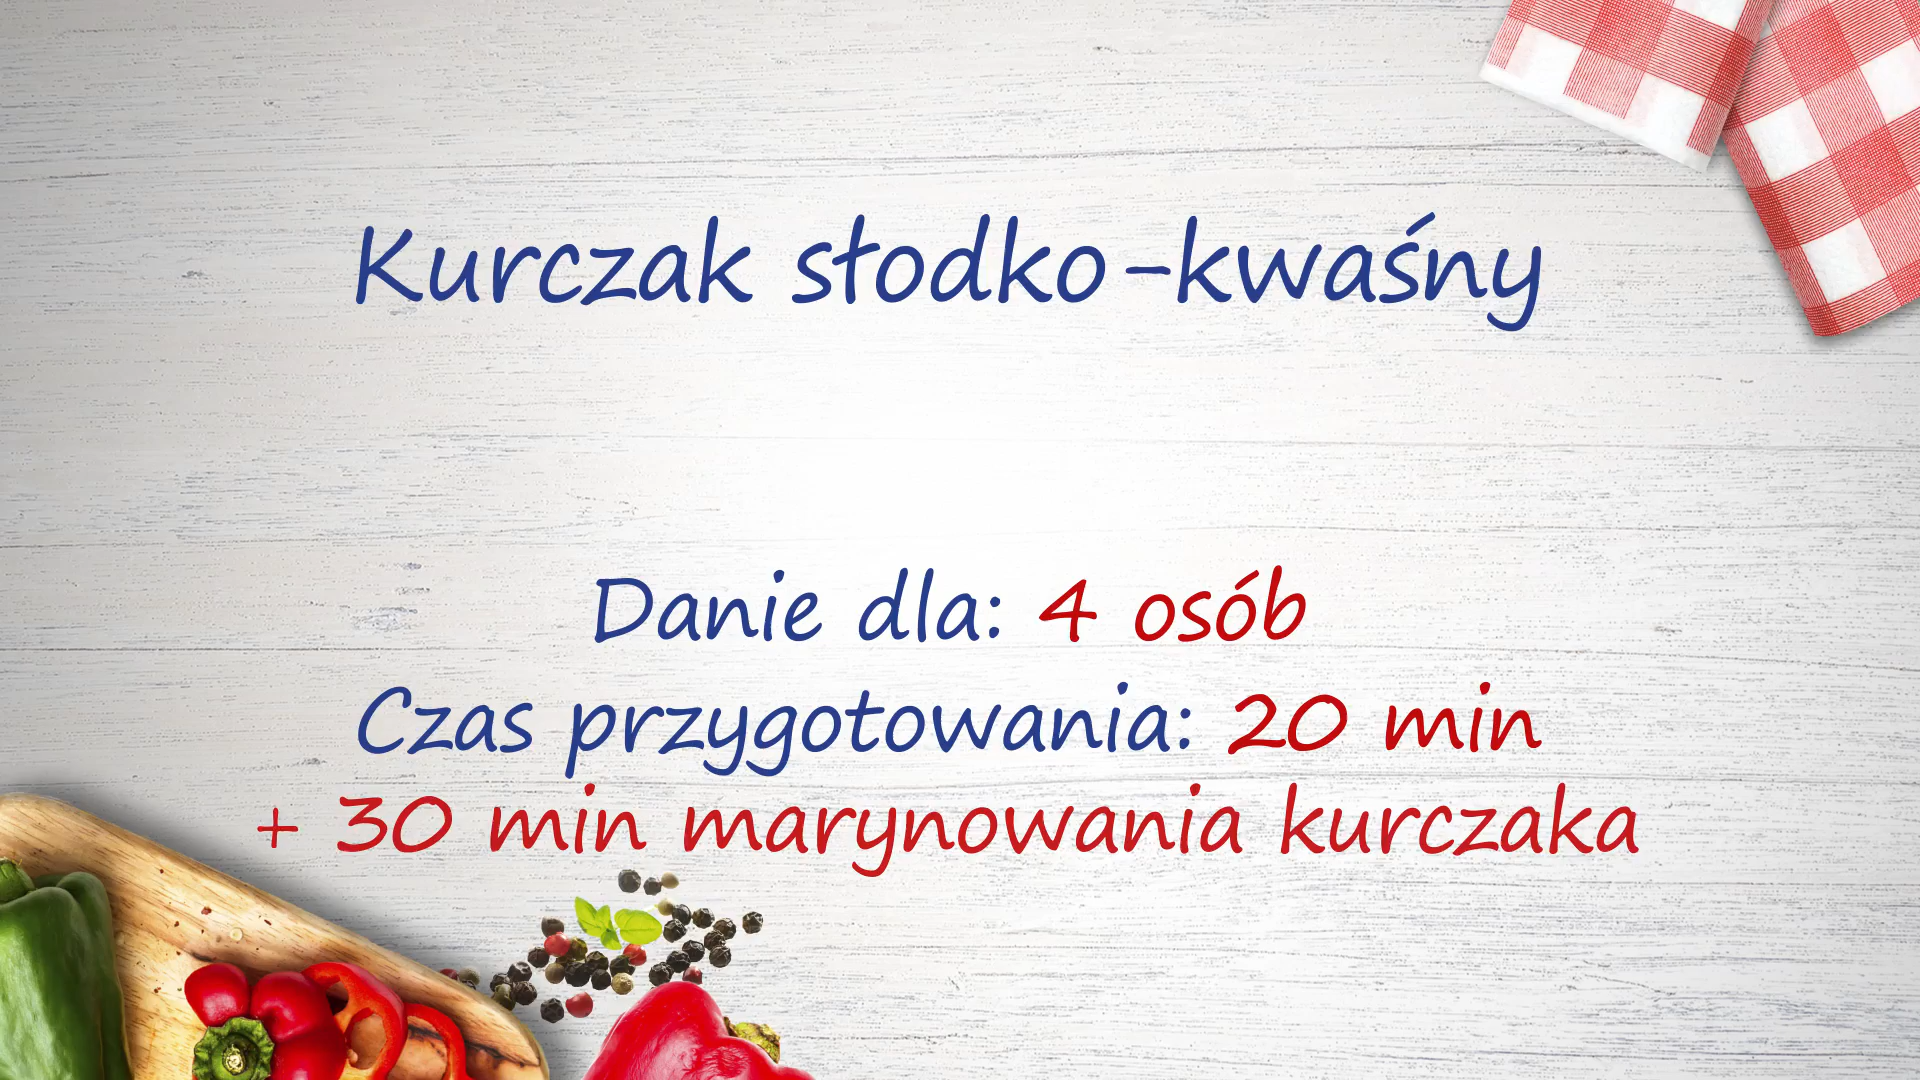 Kurczak słodko-kwaśny
Danie dla: 4 osób
Czas przygotowania: 20 min
+ 30 min marynowania kurczaka